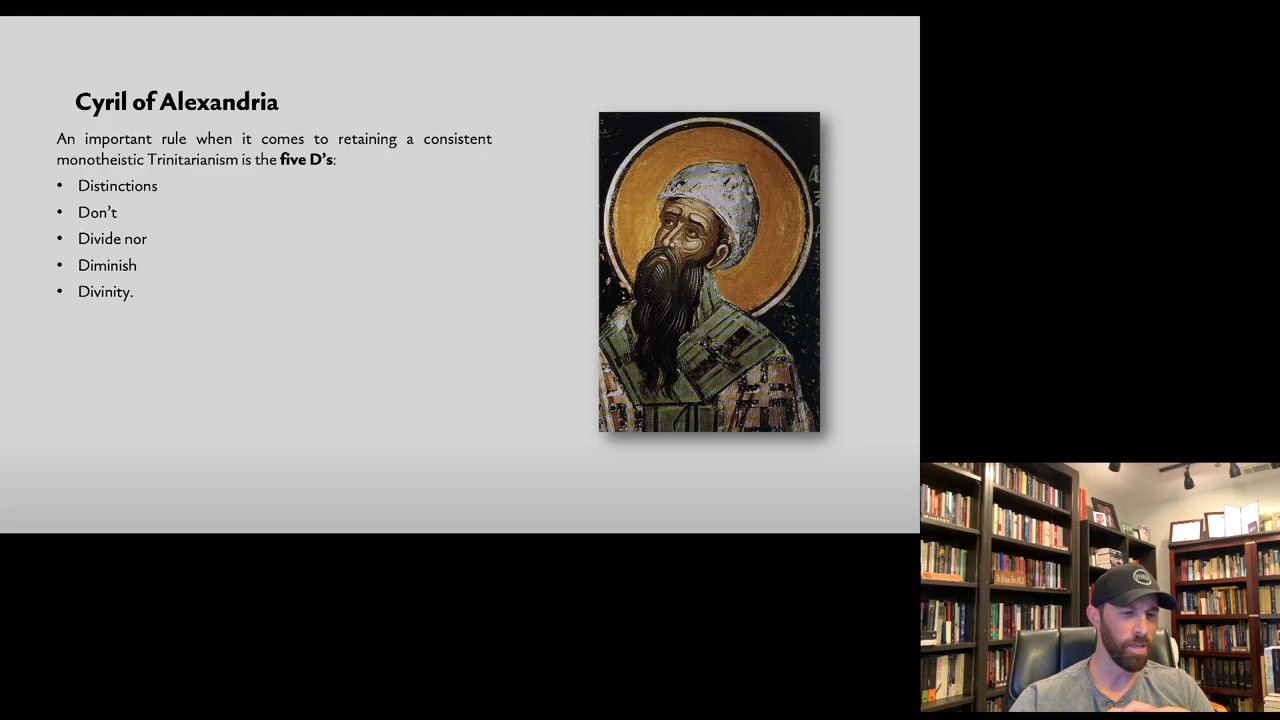 Cyril of Alexandria
An important rule when it comes to retaining a consistent
monotheistic Trinitarianism is the five D's:
• Distinctions
• Don't
• Divide nor
• Diminish
• Divinity.
MINISTRY